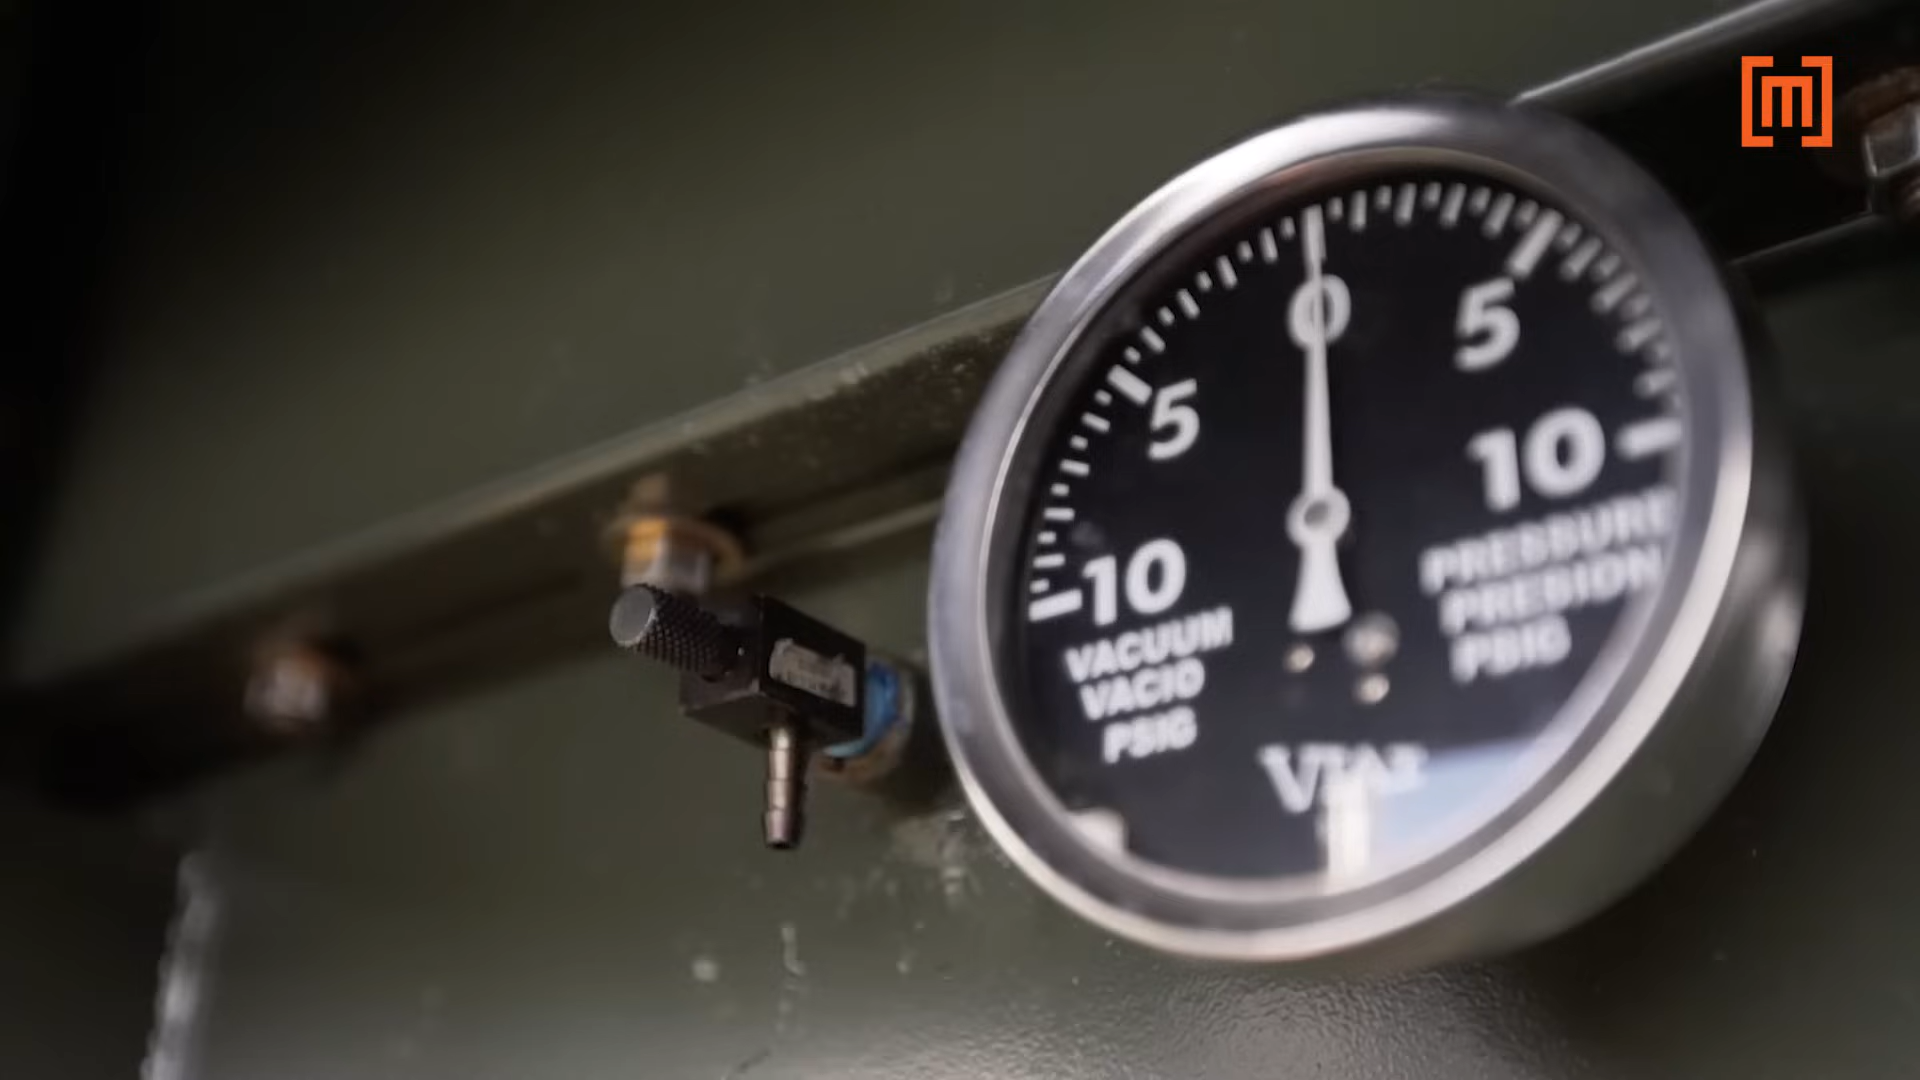 [m]
0
5
5
10
10
PRESSURE
PRESION
PSIG
VACUUM
VACIO
PSIG